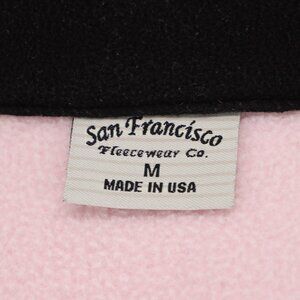 San Francisco
Fleecewear Co.
M
MADE IN USA